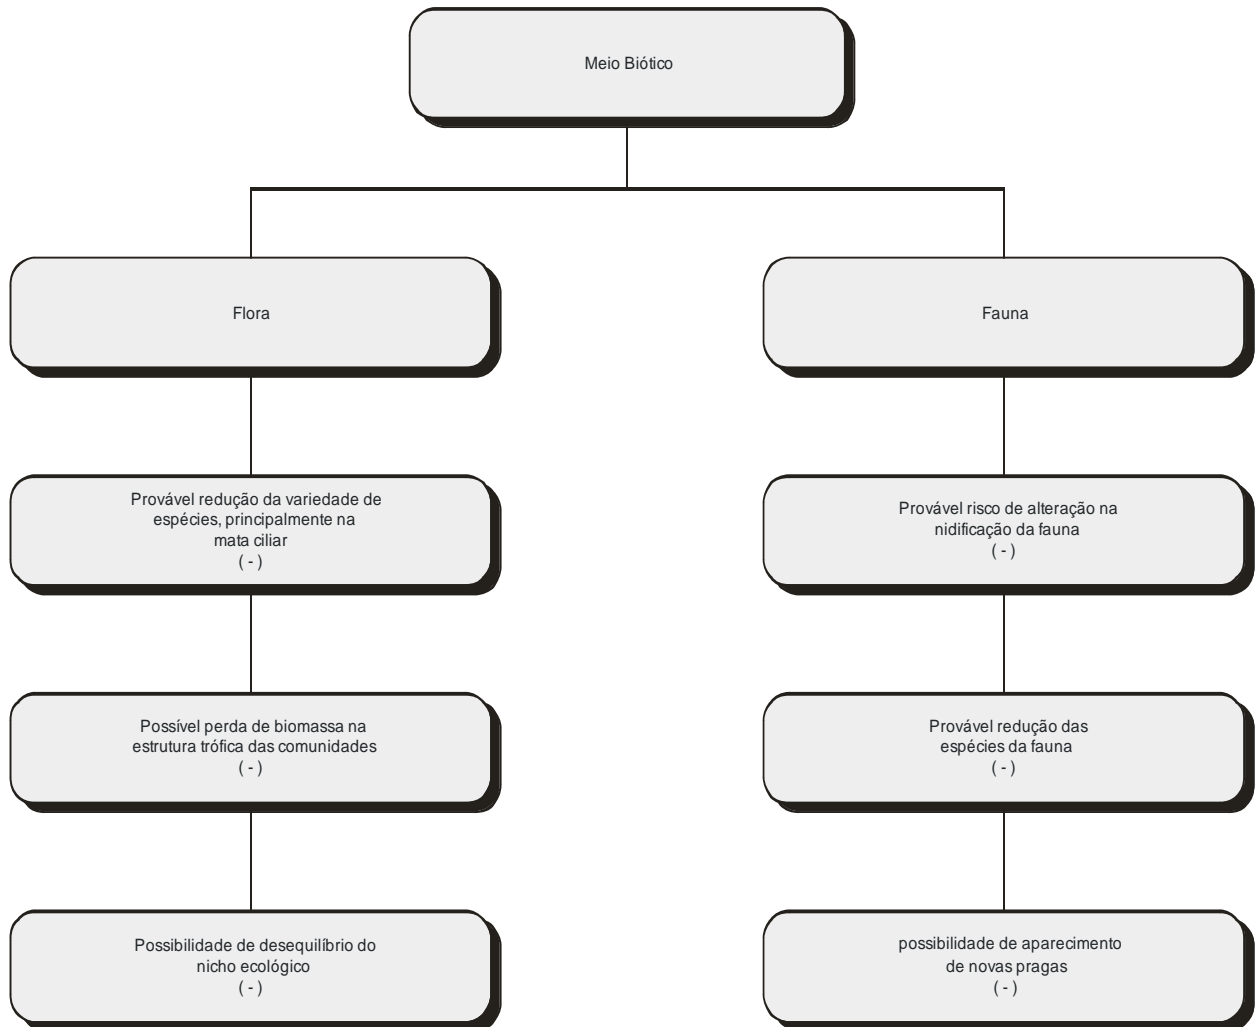 Meio Biótico
Flora
Fauna
Provável redução da variedade de
espécies, principalmente na
mata ciliar
( - )
Provável risco de alteração na
nidificação da fauna
( - )
Possível perda de biomassa na
estrutura trófica das comunidades
( - )
Provável redução das
espécies da fauna
( - )
Possibilidade de desequilíbrio do
nicho ecológico
( - )
possibilidade de aparecimento
de novas pragas
( - )